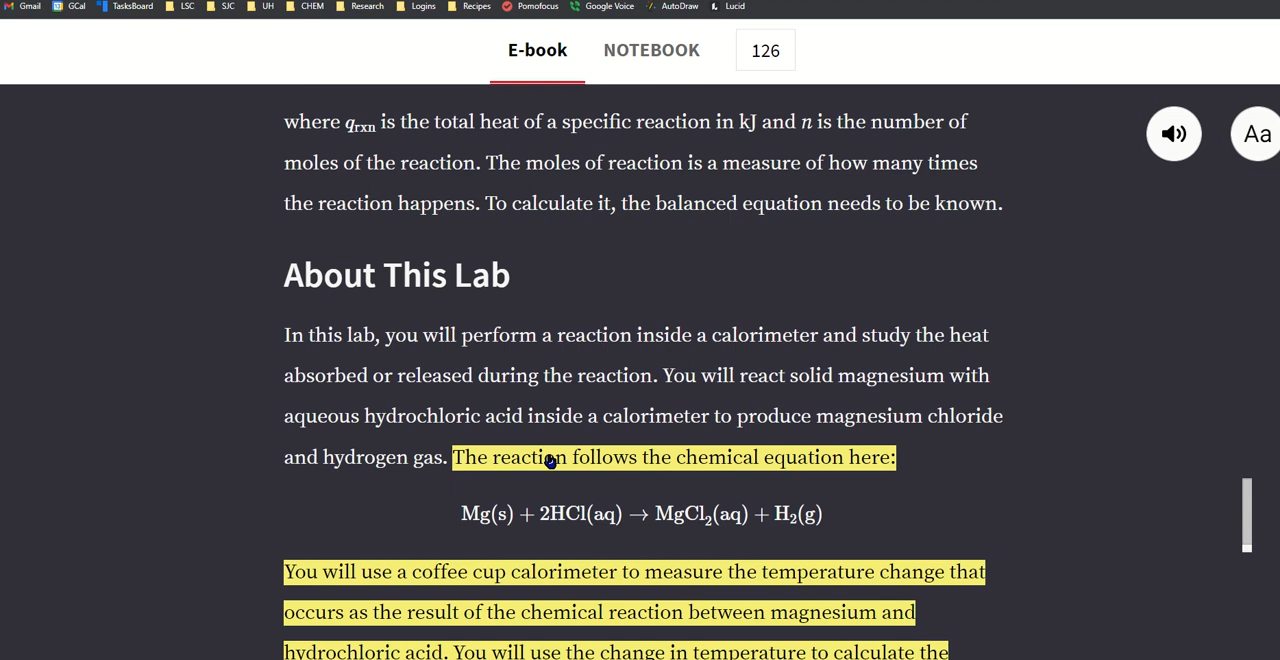 Gmail GCal TasksBoard LSC SJC UH CHEM Research Logins Recipes Pomofocus Google Voice AutoDraw Lucid
E-book NOTEBOOK 126
where qrxn is the total heat of a specific reaction in kJ and n is the number of
moles of the reaction. The moles of reaction is a measure of how many times
the reaction happens. To calculate it, the balanced equation needs to be known.
Aa
About This Lab
In this lab, you will perform a reaction inside a calorimeter and study the heat
absorbed or released during the reaction. You will react solid magnesium with
aqueous hydrochloric acid inside a calorimeter to produce magnesium chloride
and hydrogen gas. The reaction follows the chemical equation here:
Mg(s) + 2HCl(aq) → MgCl₂(aq) + H₂(g)
You will use a coffee cup calorimeter to measure the temperature change that
occurs as the result of the chemical reaction between magnesium and
hydrochloric acid. You will use the change in temperature to calculate the